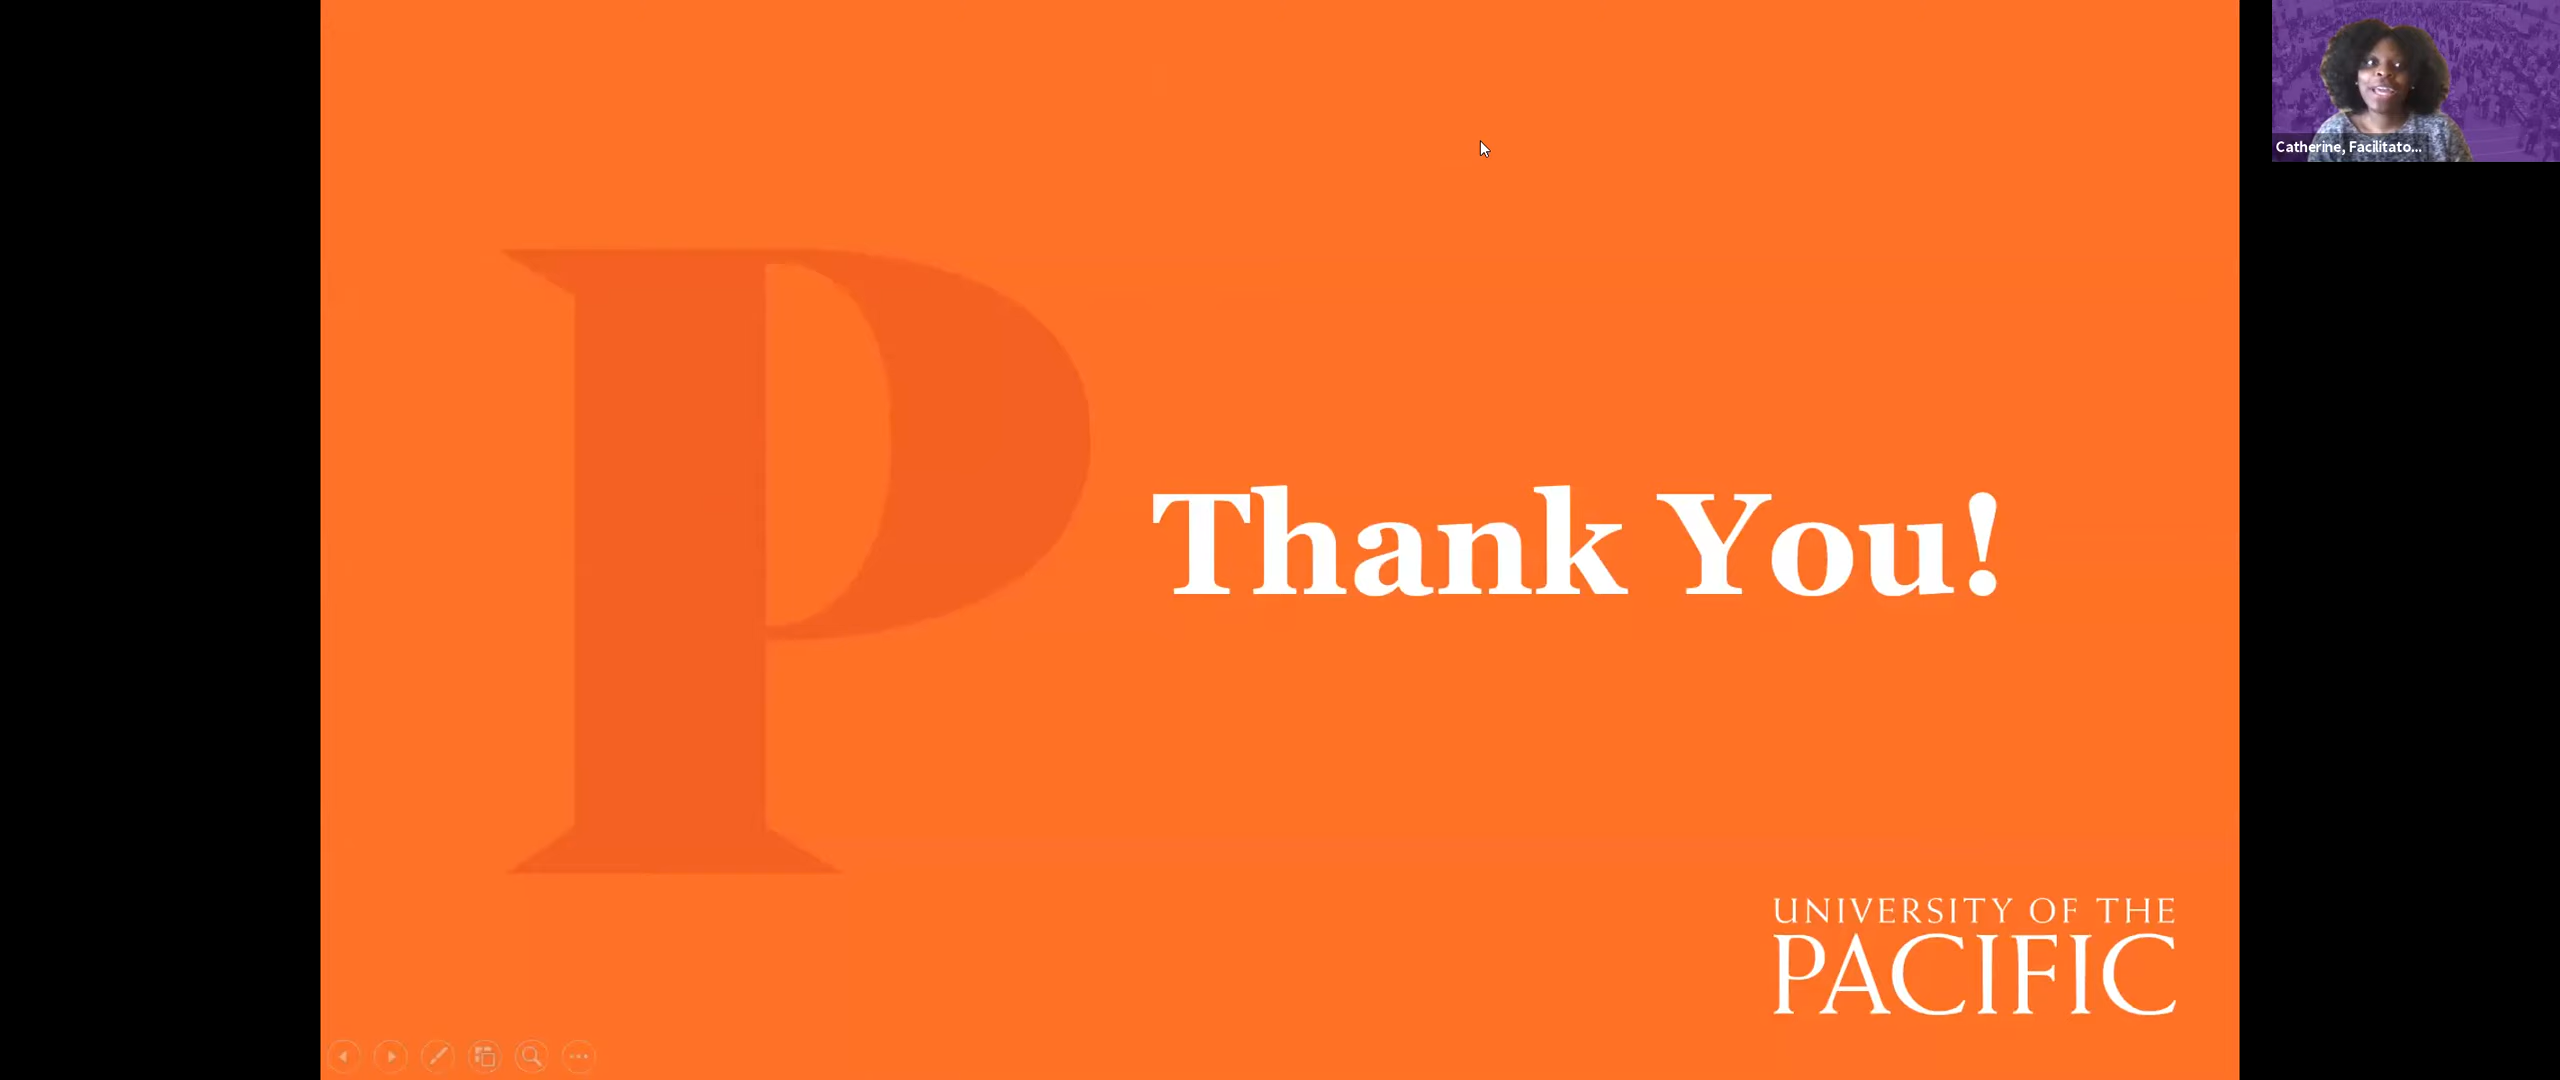 Catherine, Facilitato...
P
Thank You!
UNIVERSITY OF THE
PACIFIC